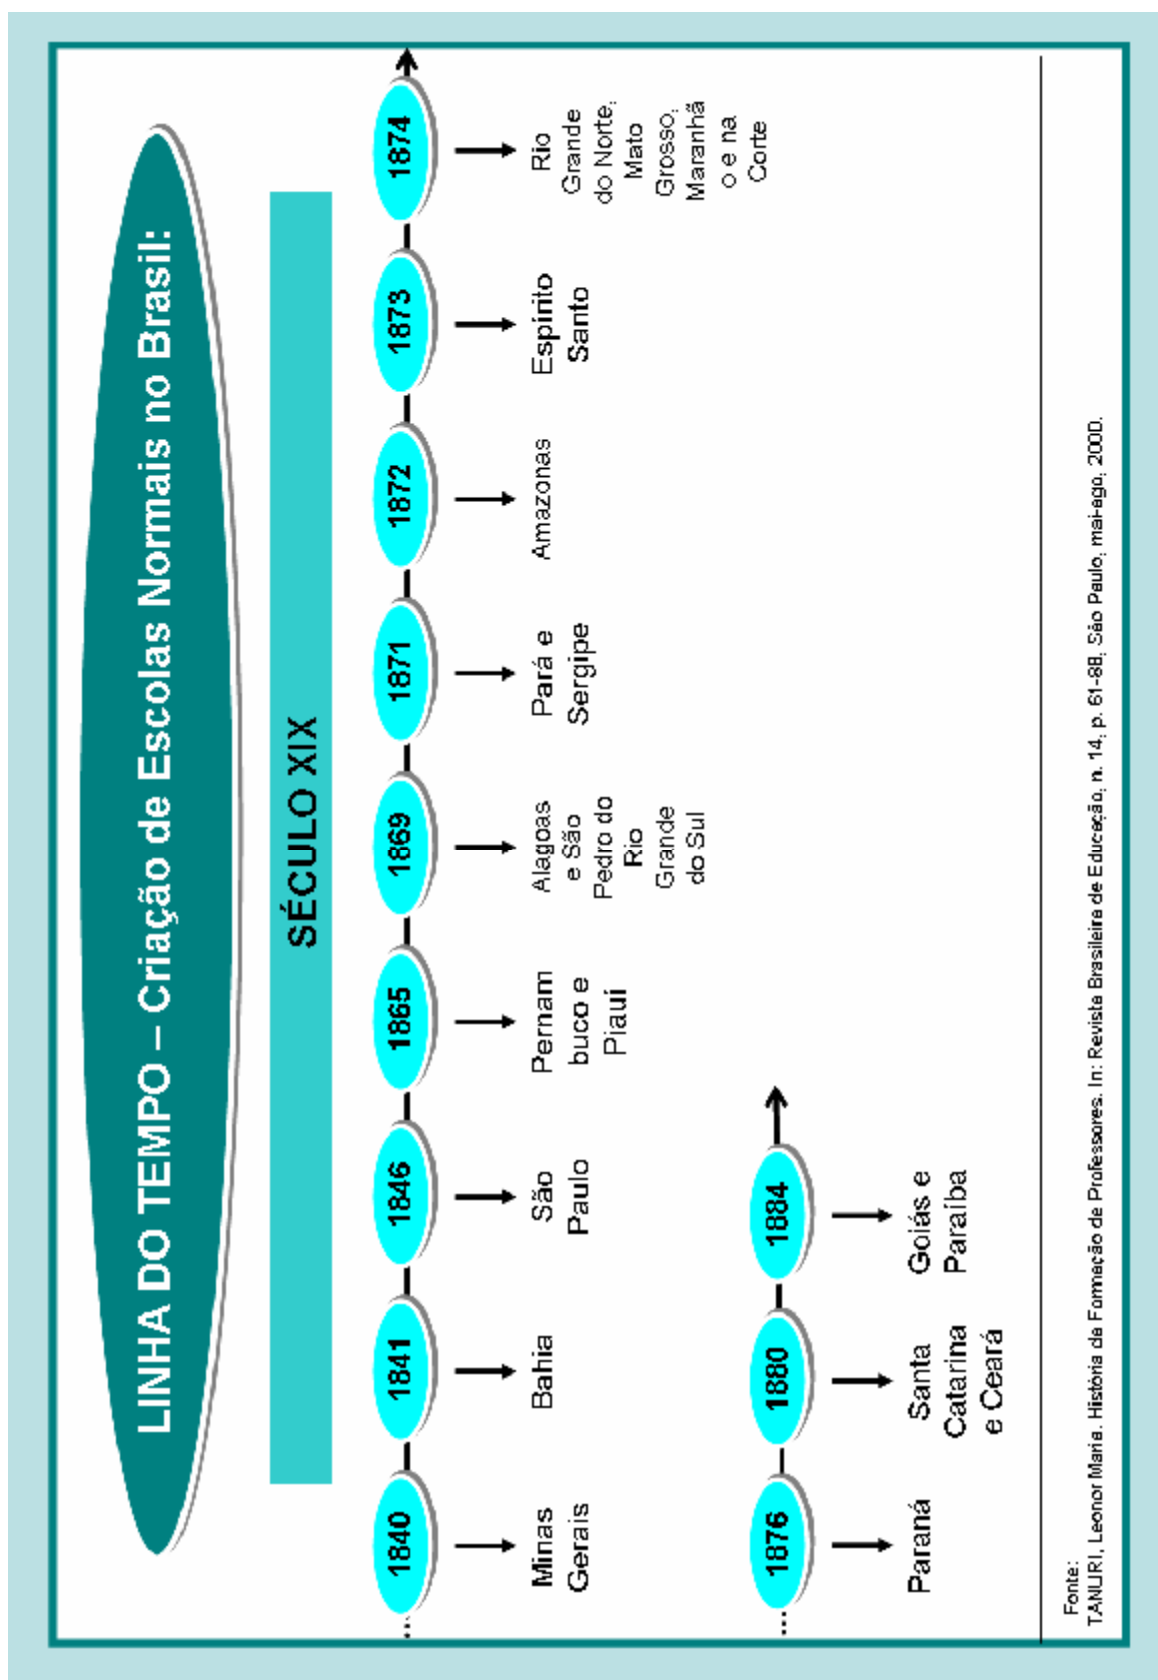 LINHA DO TEMPO – Criação de Escolas Normais no Brasil:
SÉCULO XIX
...
1840
1841
1846
1865
1869
1871
1872
1873
1874
Minas
Gerais
Bahia
São
Paulo
Pernam
buco e
Piauí
Alagoas
e São
Pedro do
Rio
Grande
do Sul
Pará e
Sergipe
Amazonas
Espírito
Santo
Rio
Grande
do Norte,
Mato
Grosso,
Maranhã
o e na
Corte
...
1876
1880
1884
Paraná
Santa
Catarina
e Ceará
Goiás e
Paraíba
Fonte:
TANURI, Leonor Maria. História da Formação de Professores. In: Revista Brasileira de Educação, n. 14, p. 61-88, São Paulo, mai-ago, 2000.